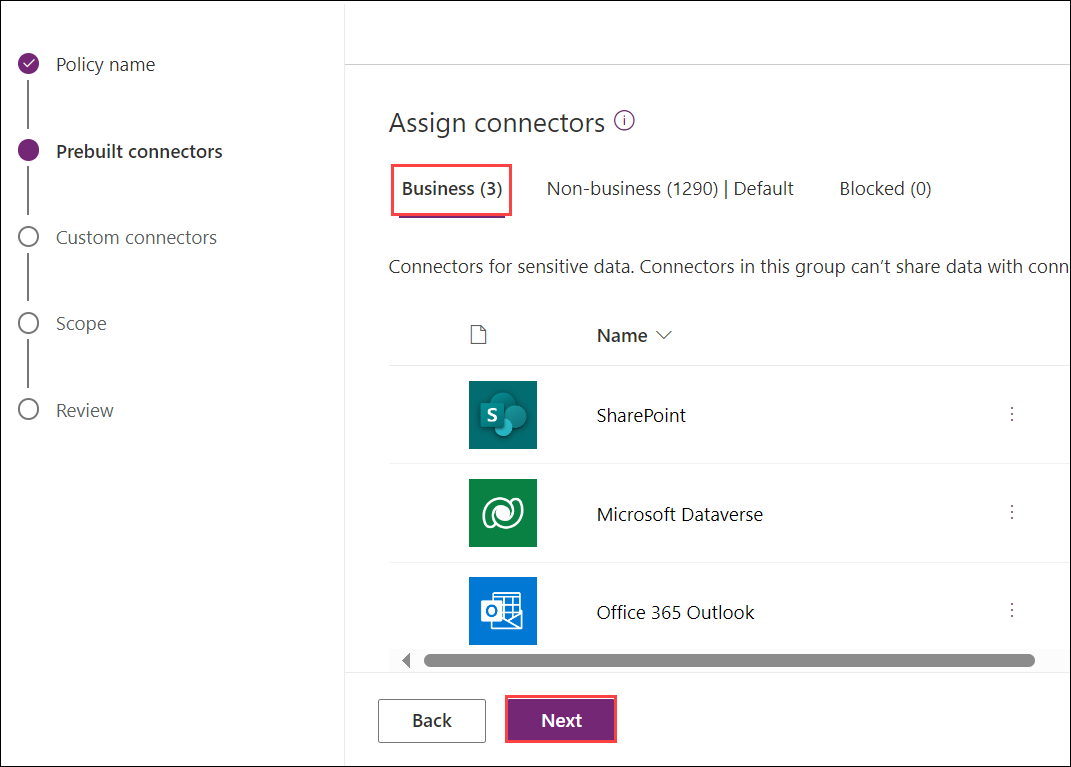 Policy name
Prebuilt connectors
Custom connectors
Scope
Review
Assign connectors
Business (3)
Non-business (1290) | Default
Blocked (0)
Connectors for sensitive data. Connectors in this group can’t share data with conn
Name
S
SharePoint
Microsoft Dataverse
O
Office 365 Outlook
Back
Next